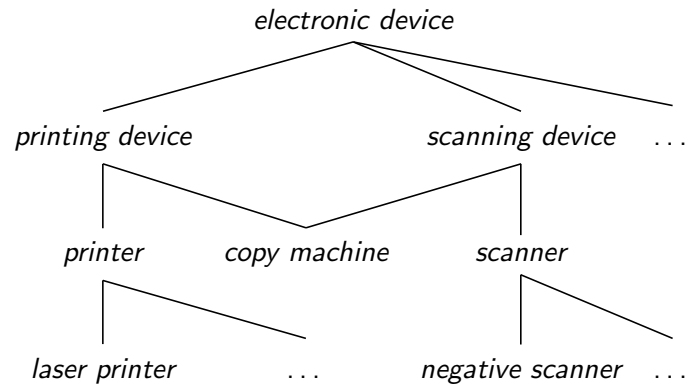 electronic device
printing device scanning device ...
printer copy machine scanner
laser printer ... negative scanner ...